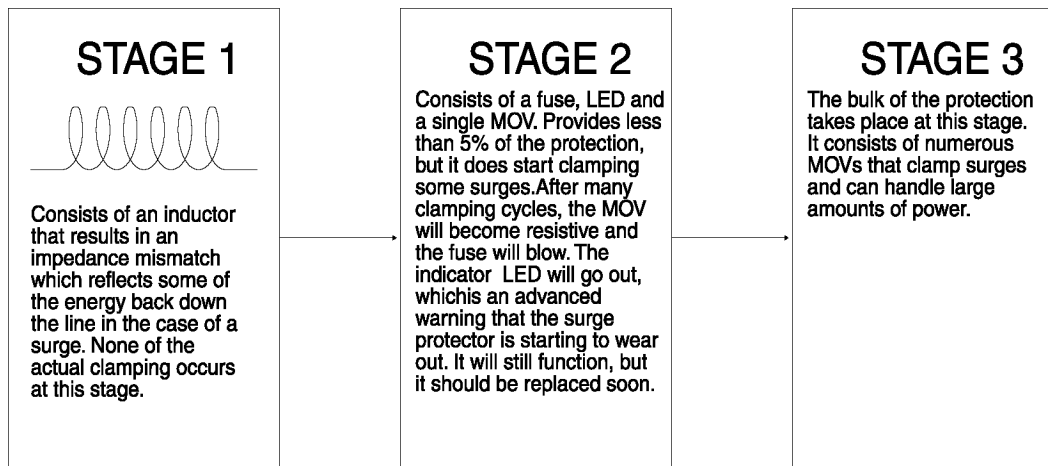 STAGE 1
Consists of an inductor
that results in an
impedance mismatch
which reflects some of
the energy back down
the line in the case of a
surge. None of the
actual clamping occurs
at this stage.
STAGE 2
Consists of a fuse, LED and
a single MOV. Provides less
than 5% of the protection,
but it does start clamping
some surges.After many
clamping cycles, the MOV
will become resistive and
the fuse will blow. The
indicator LED will go out,
whichis an advanced
warning that the surge
protector is starting to wear
out. It will still function, but
it should be replaced soon.
STAGE 3
The bulk of the protection
takes place at this stage.
It consists of numerous
MOVs that clamp surges
and can handle large
amounts of power.